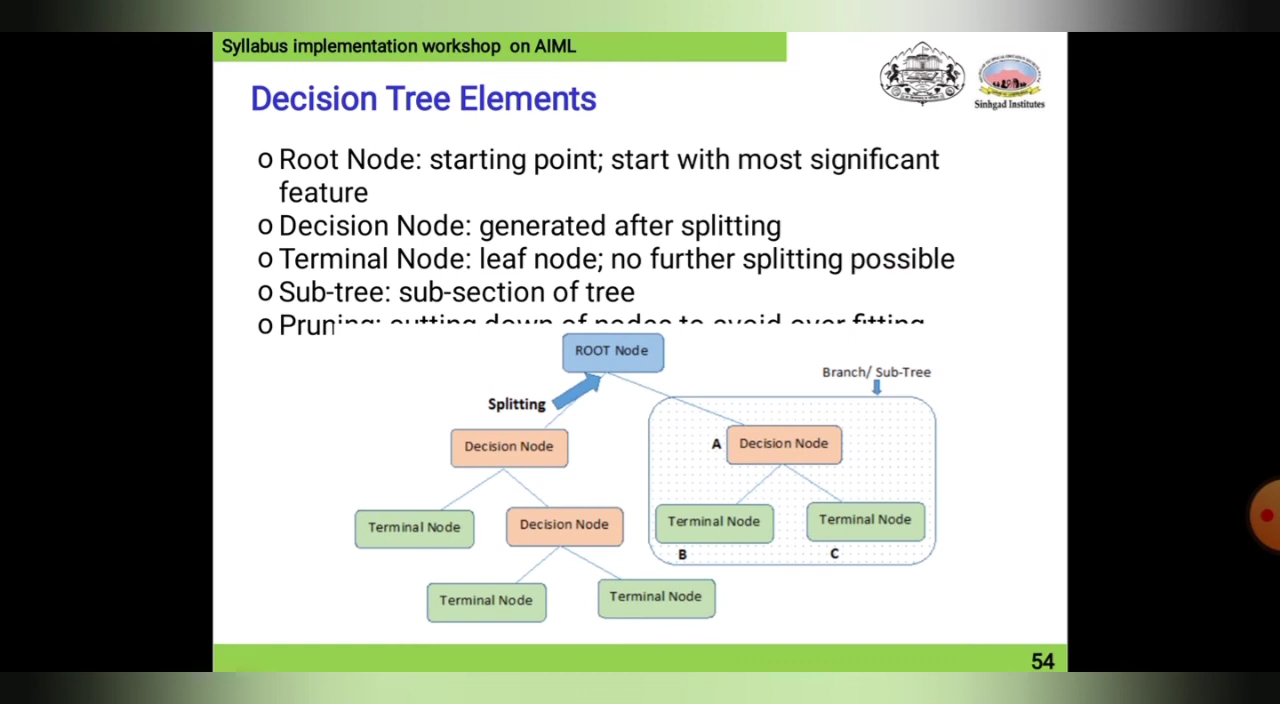 Syllabus implementation workshop on AIML
Sinhgad Institutes
Decision Tree Elements
o Root Node: starting point; start with most significant
feature
o Decision Node: generated after splitting
o Terminal Node: leaf node; no further splitting possible
o Sub-tree: sub-section of tree
o Pruning: cutting down of nodes to avoid over fitting
ROOT Node
Branch/ Sub-Tree
Splitting
Decision Node
A
Decision Node
Terminal Node
Decision Node
Terminal Node
Terminal Node
B
C
Terminal Node
Terminal Node
54